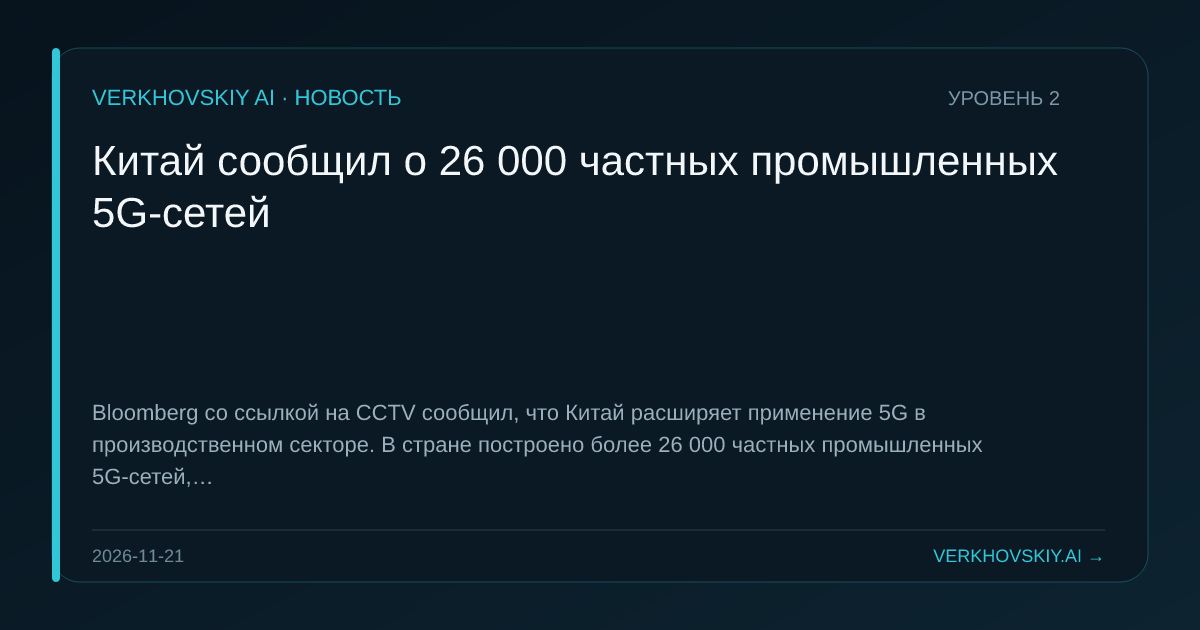 VERKHOVSKIY AI · НОВОСТЬ
УРОВЕНЬ 2
Китай сообщил о 26 000 частных промышленных
5G-сетей
Bloomberg со ссылкой на CCTV сообщил, что Китай расширяет применение 5G в
производственном секторе. В стране построено более 26 000 частных промышленных
5G-сетей,…
2026-11-21
VERKHOVSKIY.AI →